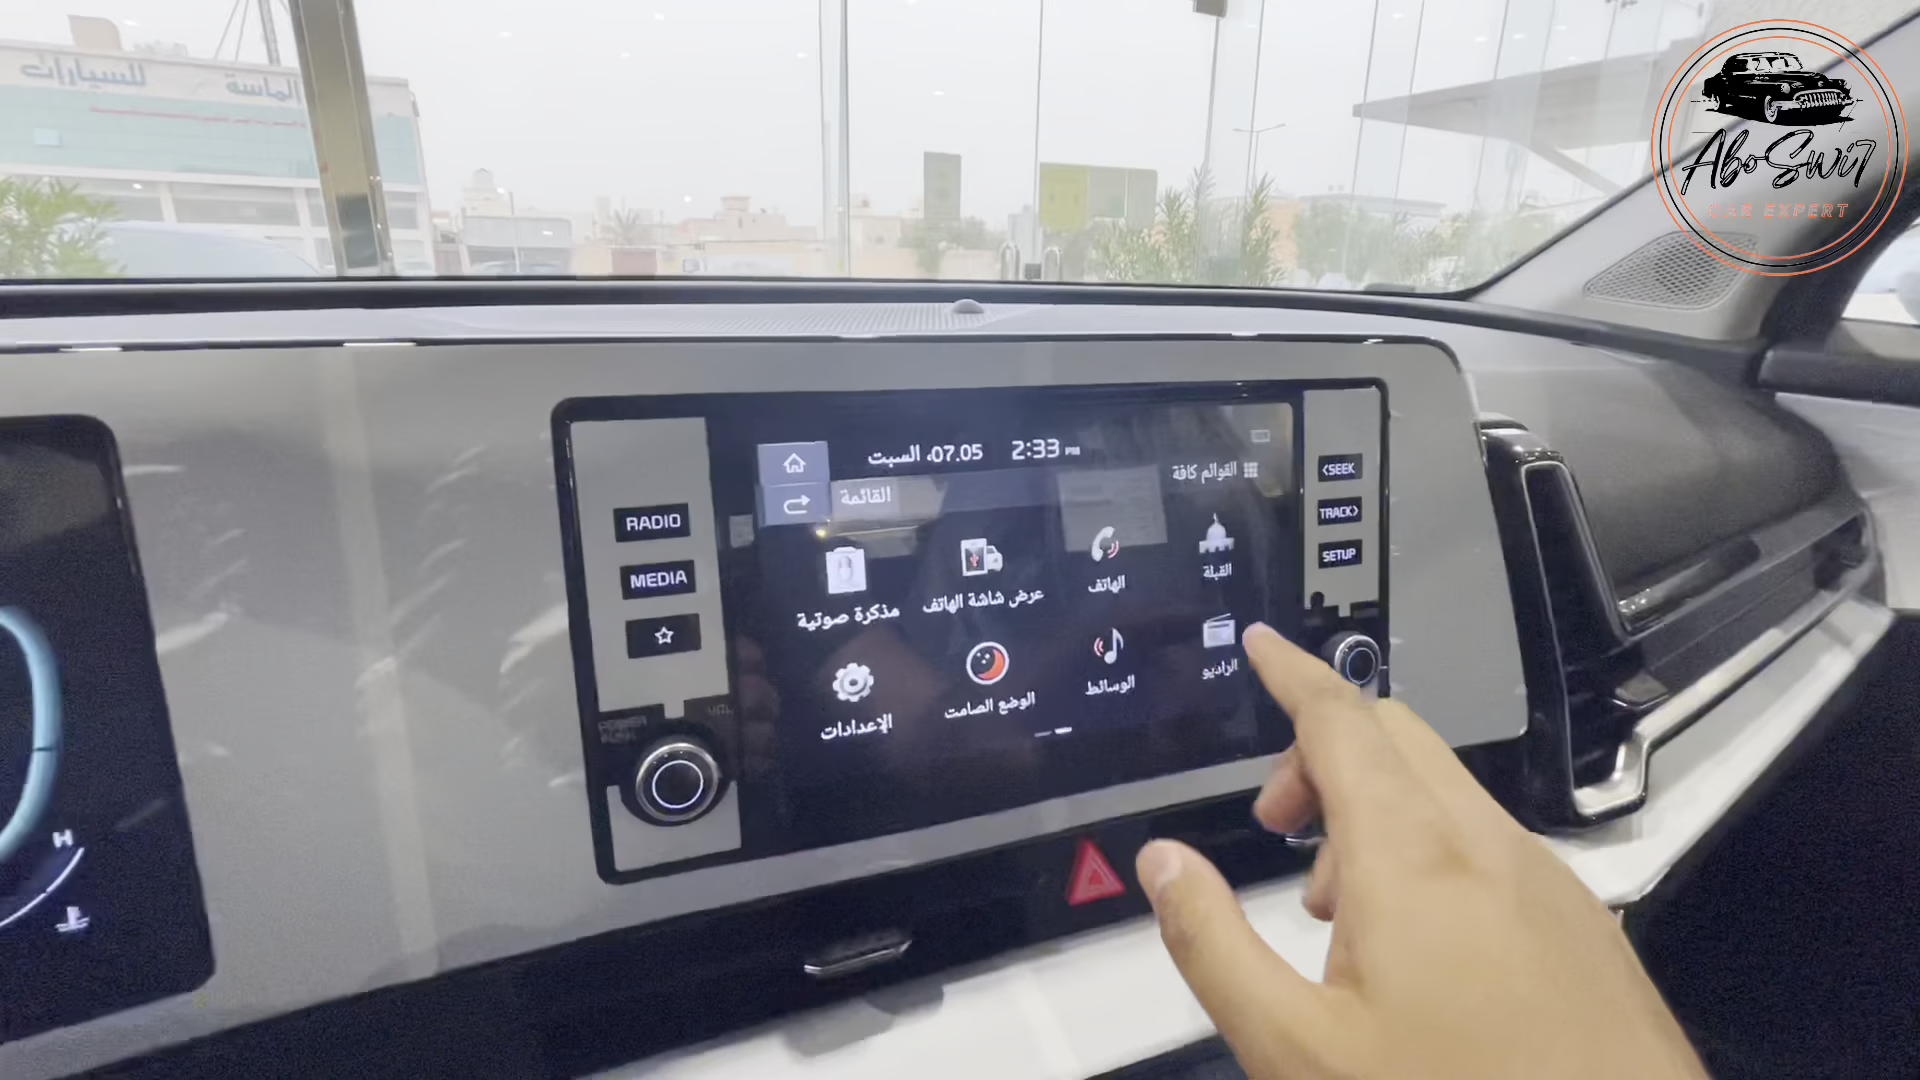 الماسة للسيارات
AboSwi7
CAR EXPERT
07.05، السبت
2:33 PM
القوائم كافة
القائمة
<SEEK
TRACK>
SETUP
RADIO
MEDIA
القبلة
الهاتف
عرض شاشة الهاتف
مذكرة صوتية
الراديو
الوسائط
الوضع الصامت
الإعدادات
POWER
PUSH
VOL
H